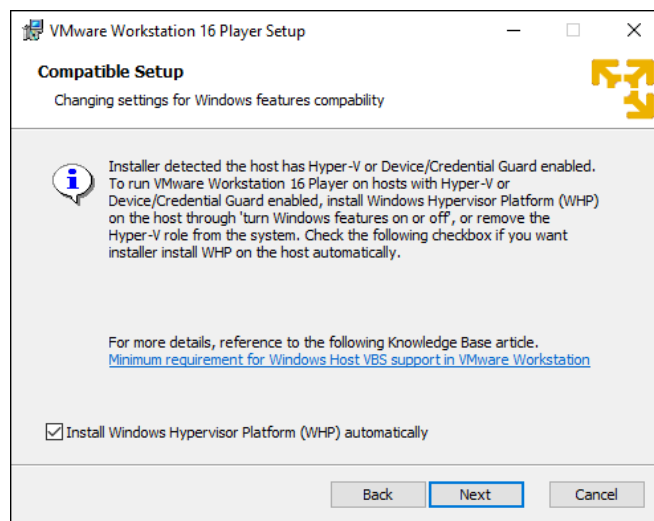 VMware Workstation 16 Player Setup
Compatible Setup
Changing settings for Windows features compability
Installer detected the host has Hyper-V or Device/Credential Guard enabled.
To run VMware Workstation 16 Player on hosts with Hyper-V or
Device/Credential Guard enabled, install Windows Hypervisor Platform (WHP)
on the host through 'turn Windows features on or off', or remove the
Hyper-V role from the system. Check the following checkbox if you want
installer install WHP on the host automatically.
For more details, reference to the following Knowledge Base article.
Minimum requirement for Windows Host VBS support in VMware Workstation
Install Windows Hypervisor Platform (WHP) automatically
Back Next Cancel